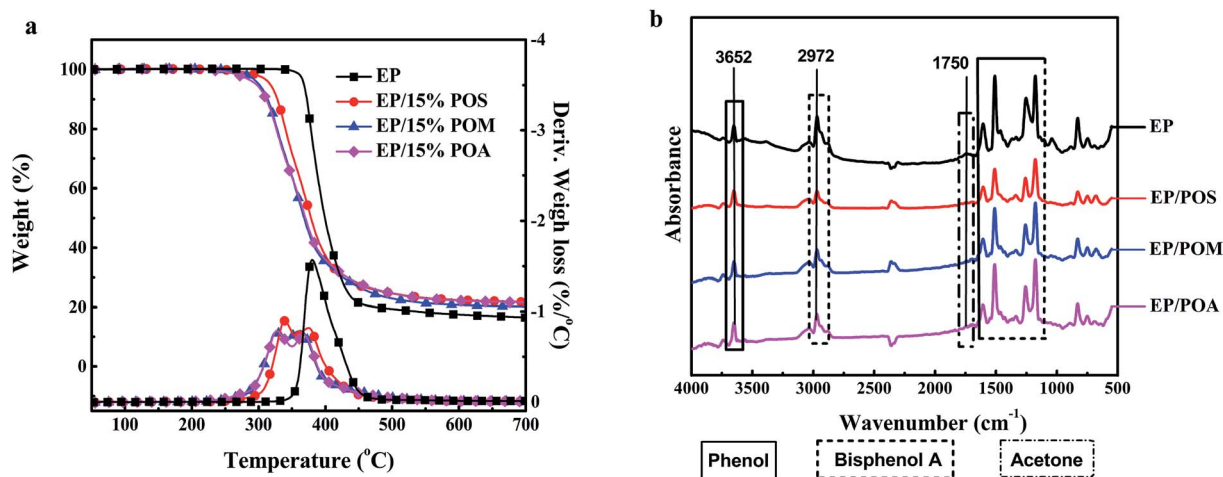 a
Weight (%)
100
80
60
40
20
0
100
200
300
400
500
600
700
Temperature (°C)
-4
-3
-2
-1
0
Deriv. Weigh loss (%/°C)
EP
EP/15% POS
EP/15% POM
EP/15% POA
b
Absorbance
3652
2972
1750
EP
EP/POS
EP/POM
EP/POA
4000
3500
3000
2500
2000
1500
1000
500
Wavenumber (cm⁻¹)
Phenol
Bisphenol A
Acetone